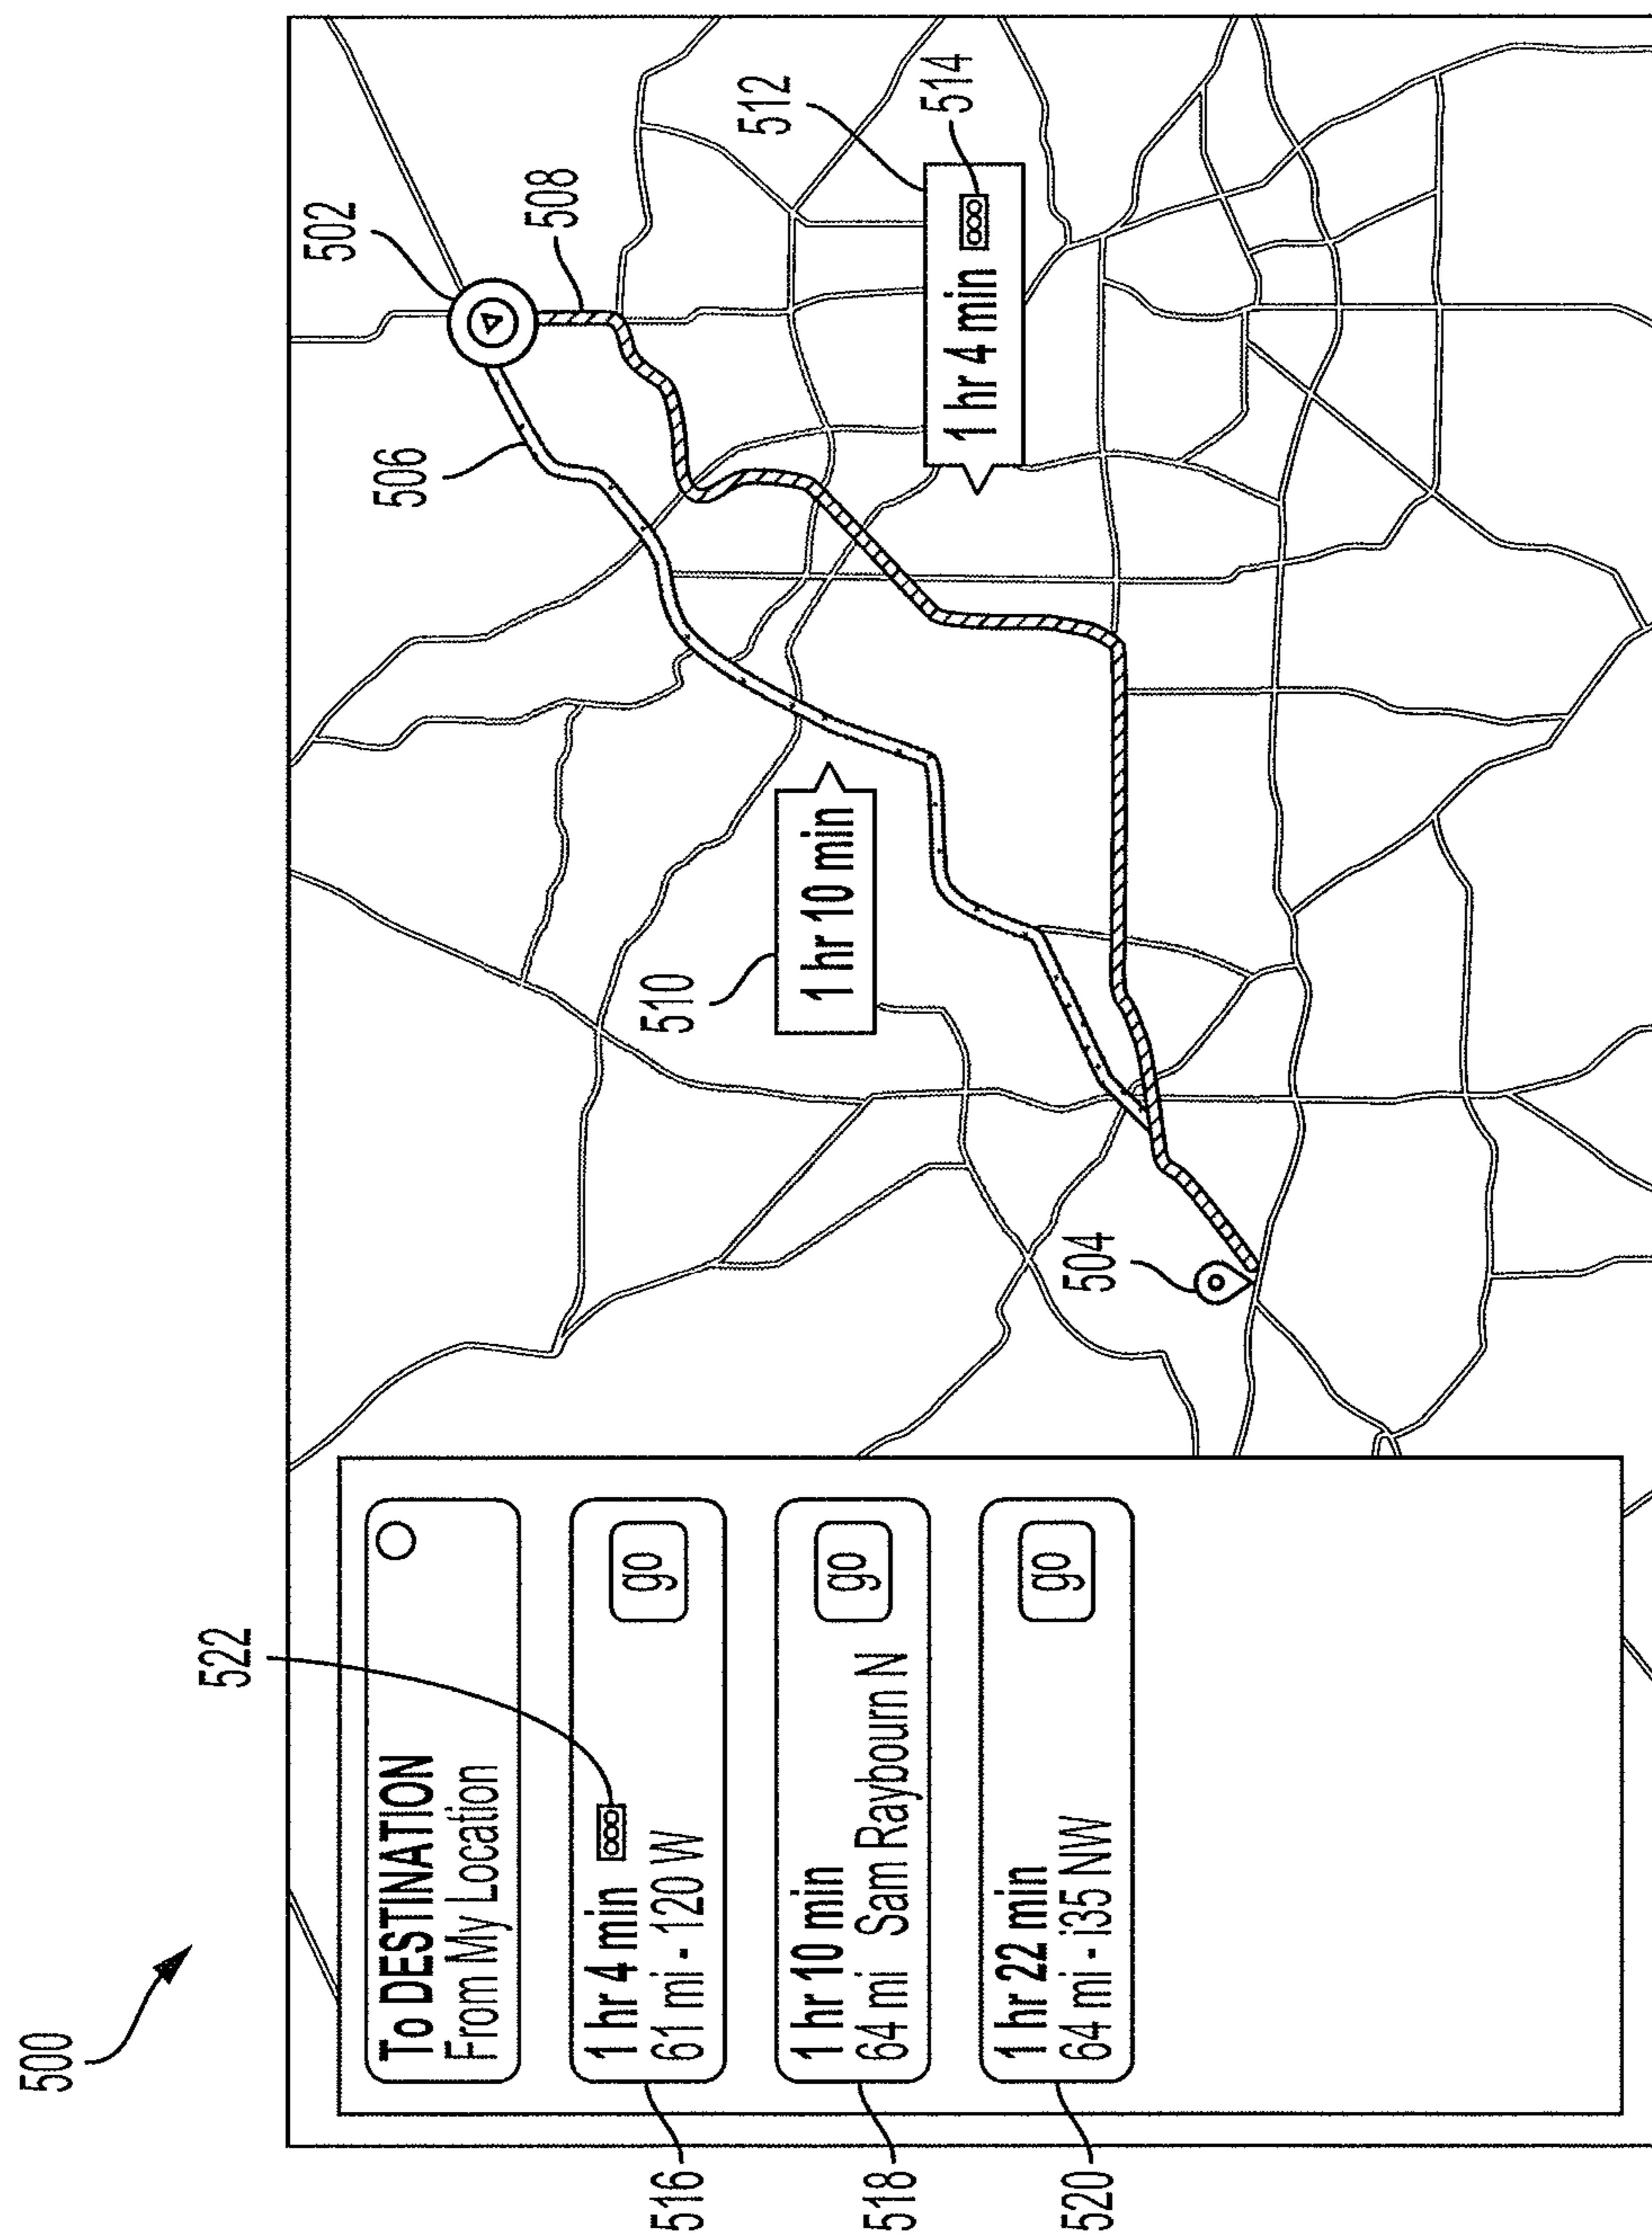 500
522
To DESTINATION
From My Location
1 hr 4 min
61 mi - 120 W
go
1 hr 10 min
64 mi Sam Raybourn N
go
1 hr 22 min
64 mi - i35 NW
go
516
518
520
502
506
508
510
1 hr 10 min
512
514
1 hr 4 min
504